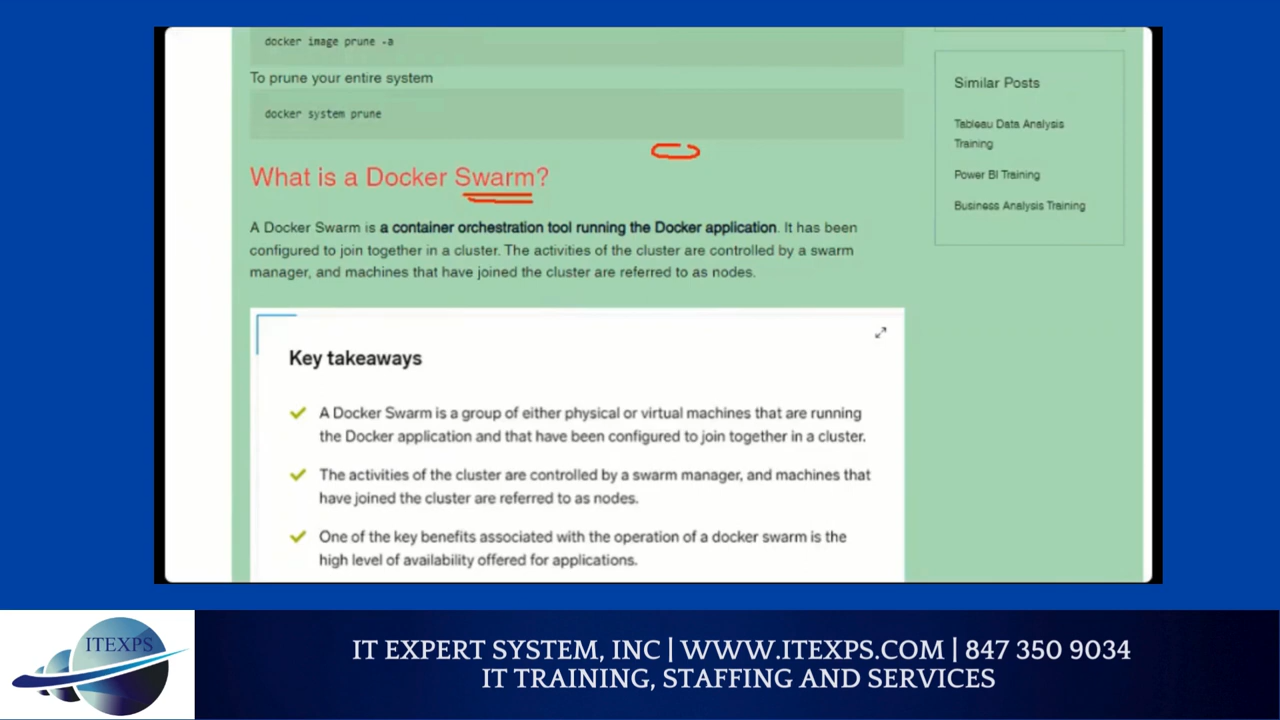 docker image prune -a
To prune your entire system
docker system prune
What is a Docker Swarm?
A Docker Swarm is a container orchestration tool running the Docker application. It has been
configured to join together in a cluster. The activities of the cluster are controlled by a swarm
manager, and machines that have joined the cluster are referred to as nodes.
Key takeaways
A Docker Swarm is a group of either physical or virtual machines that are running
the Docker application and that have been configured to join together in a cluster.
The activities of the cluster are controlled by a swarm manager, and machines that
have joined the cluster are referred to as nodes.
One of the key benefits associated with the operation of a docker swarm is the
high level of availability offered for applications.
Similar Posts
Tableau Data Analysis
Training
Power BI Training
Business Analysis Training
ITEXPS
IT EXPERT SYSTEM, INC | WWW.ITEXPS.COM | 847 350 9034
IT TRAINING, STAFFING AND SERVICES